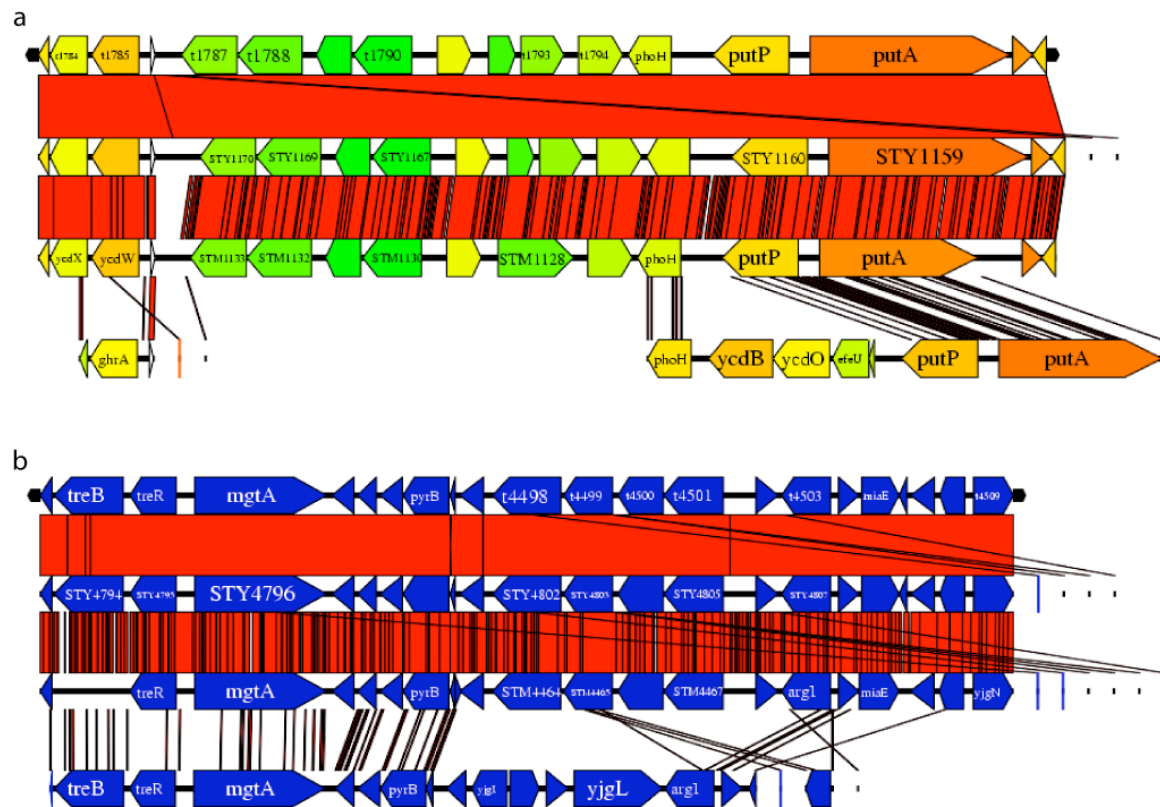 a
t1784 t1785 t1787 t1788 t1790 t1793 t1794 phoH putP putA
STY1170 STY1169 STY1167 STY1160 STY1159
ycdX ycdW STM1133 STM1132 STM1130 STM1128 phoH putP putA
ghrA phoH ycdB ycdO efeU putP putA
b
treB treR mgtA pyrB t4498 t4499 t4500 t4501 t4503 miaE t4509
STY4794 STY4795 STY4796 STY4802 STY4803 STY4805 STY4807
treR mgtA pyrB STM4464 STM4465 STM4467 arg1 miaE yjgN
treB treR mgtA pyrB yjgI yjgL arg1